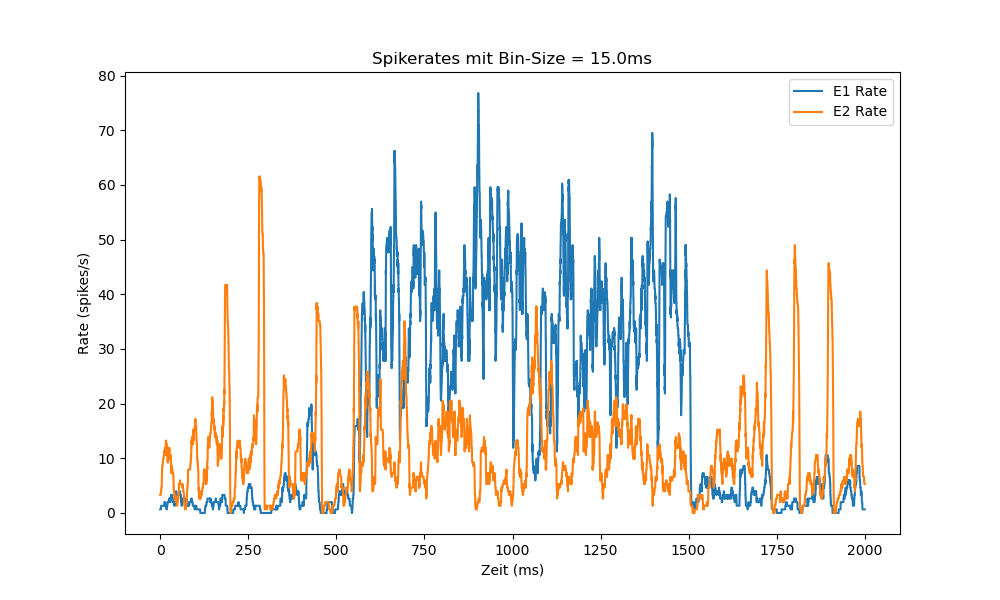 Spikerates mit Bin-Size = 15.0ms
E1 Rate
E2 Rate
80
70
60
50
40
30
20
10
0
Rate (spikes/s)
0 250 500 750 1000 1250 1500 1750 2000
Zeit (ms)